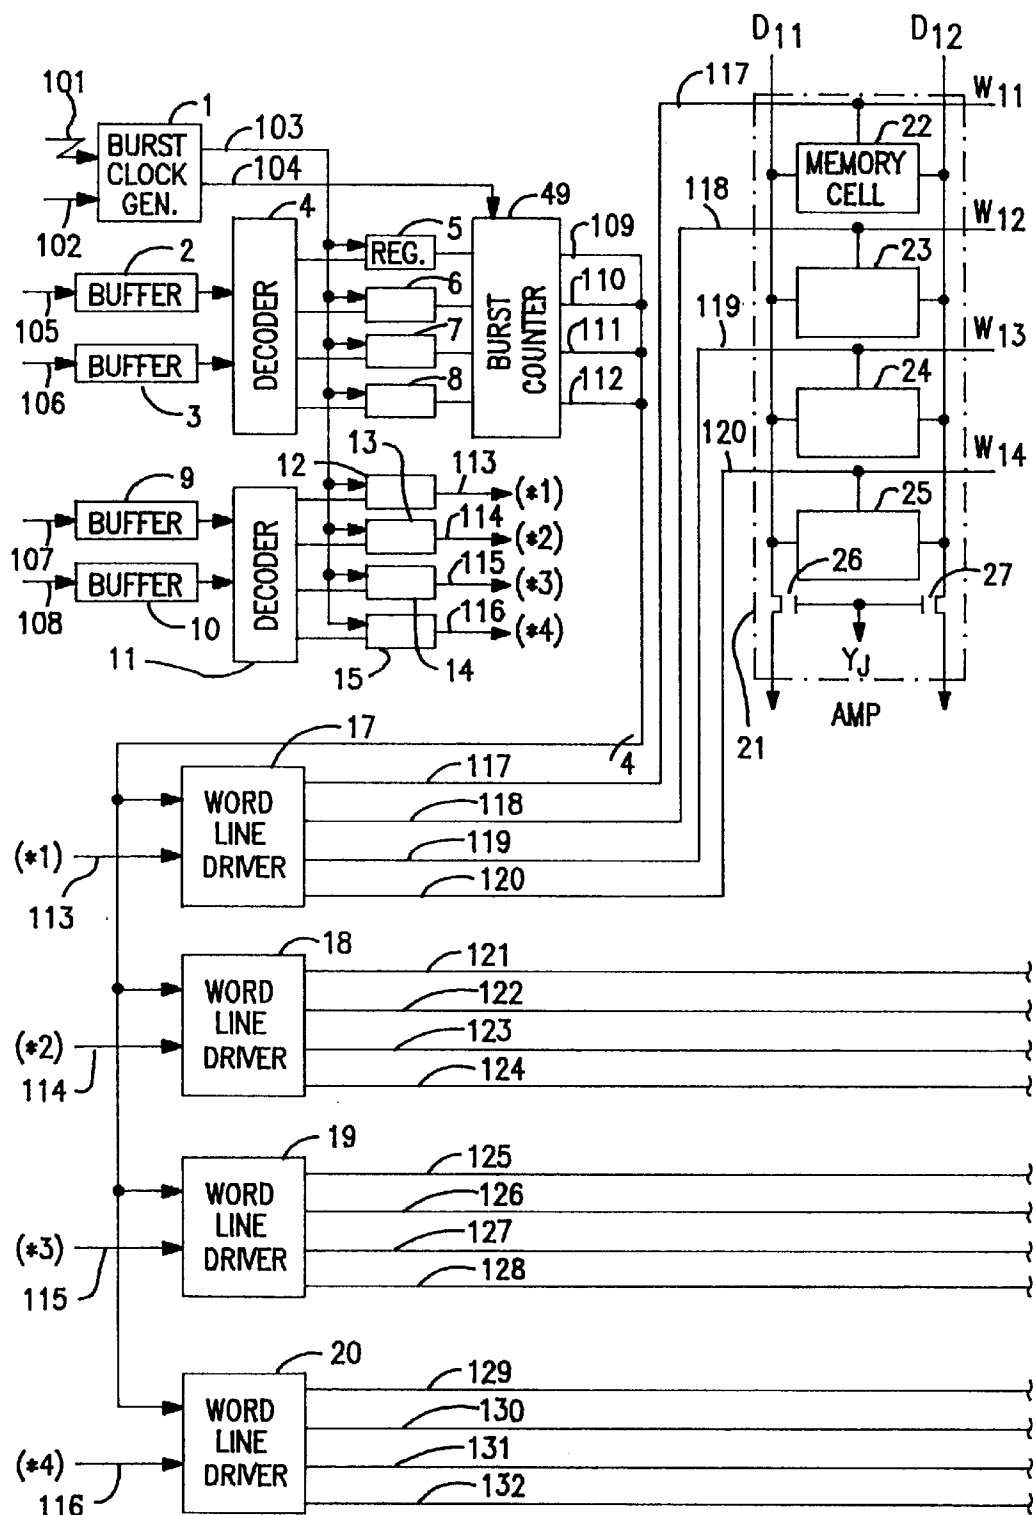 D11
D12
101
1
103
117
W11
BURST
CLOCK
GEN.
104
22
MEMORY
CELL
102
4
49
118
W12
2
5
109
BUFFER
REG.
23
105
6
110
119
DECODER
BURST
COUNTER
W13
7
111
BUFFER
106
8
112
24
3
13
120
W14
12
113
(*1)
9
25
BUFFER
114
(*2)
107
DECODER
26
27
115
(*3)
BUFFER
108
116
(*4)
10
YJ
11
15
14
AMP
21
17
4
WORD
LINE
DRIVER
117
118
(*1)
119
113
120
18
121
WORD
LINE
DRIVER
122
(*2)
123
114
124
19
125
WORD
LINE
DRIVER
126
(*3)
127
115
128
20
129
WORD
LINE
DRIVER
130
(*4)
131
116
132